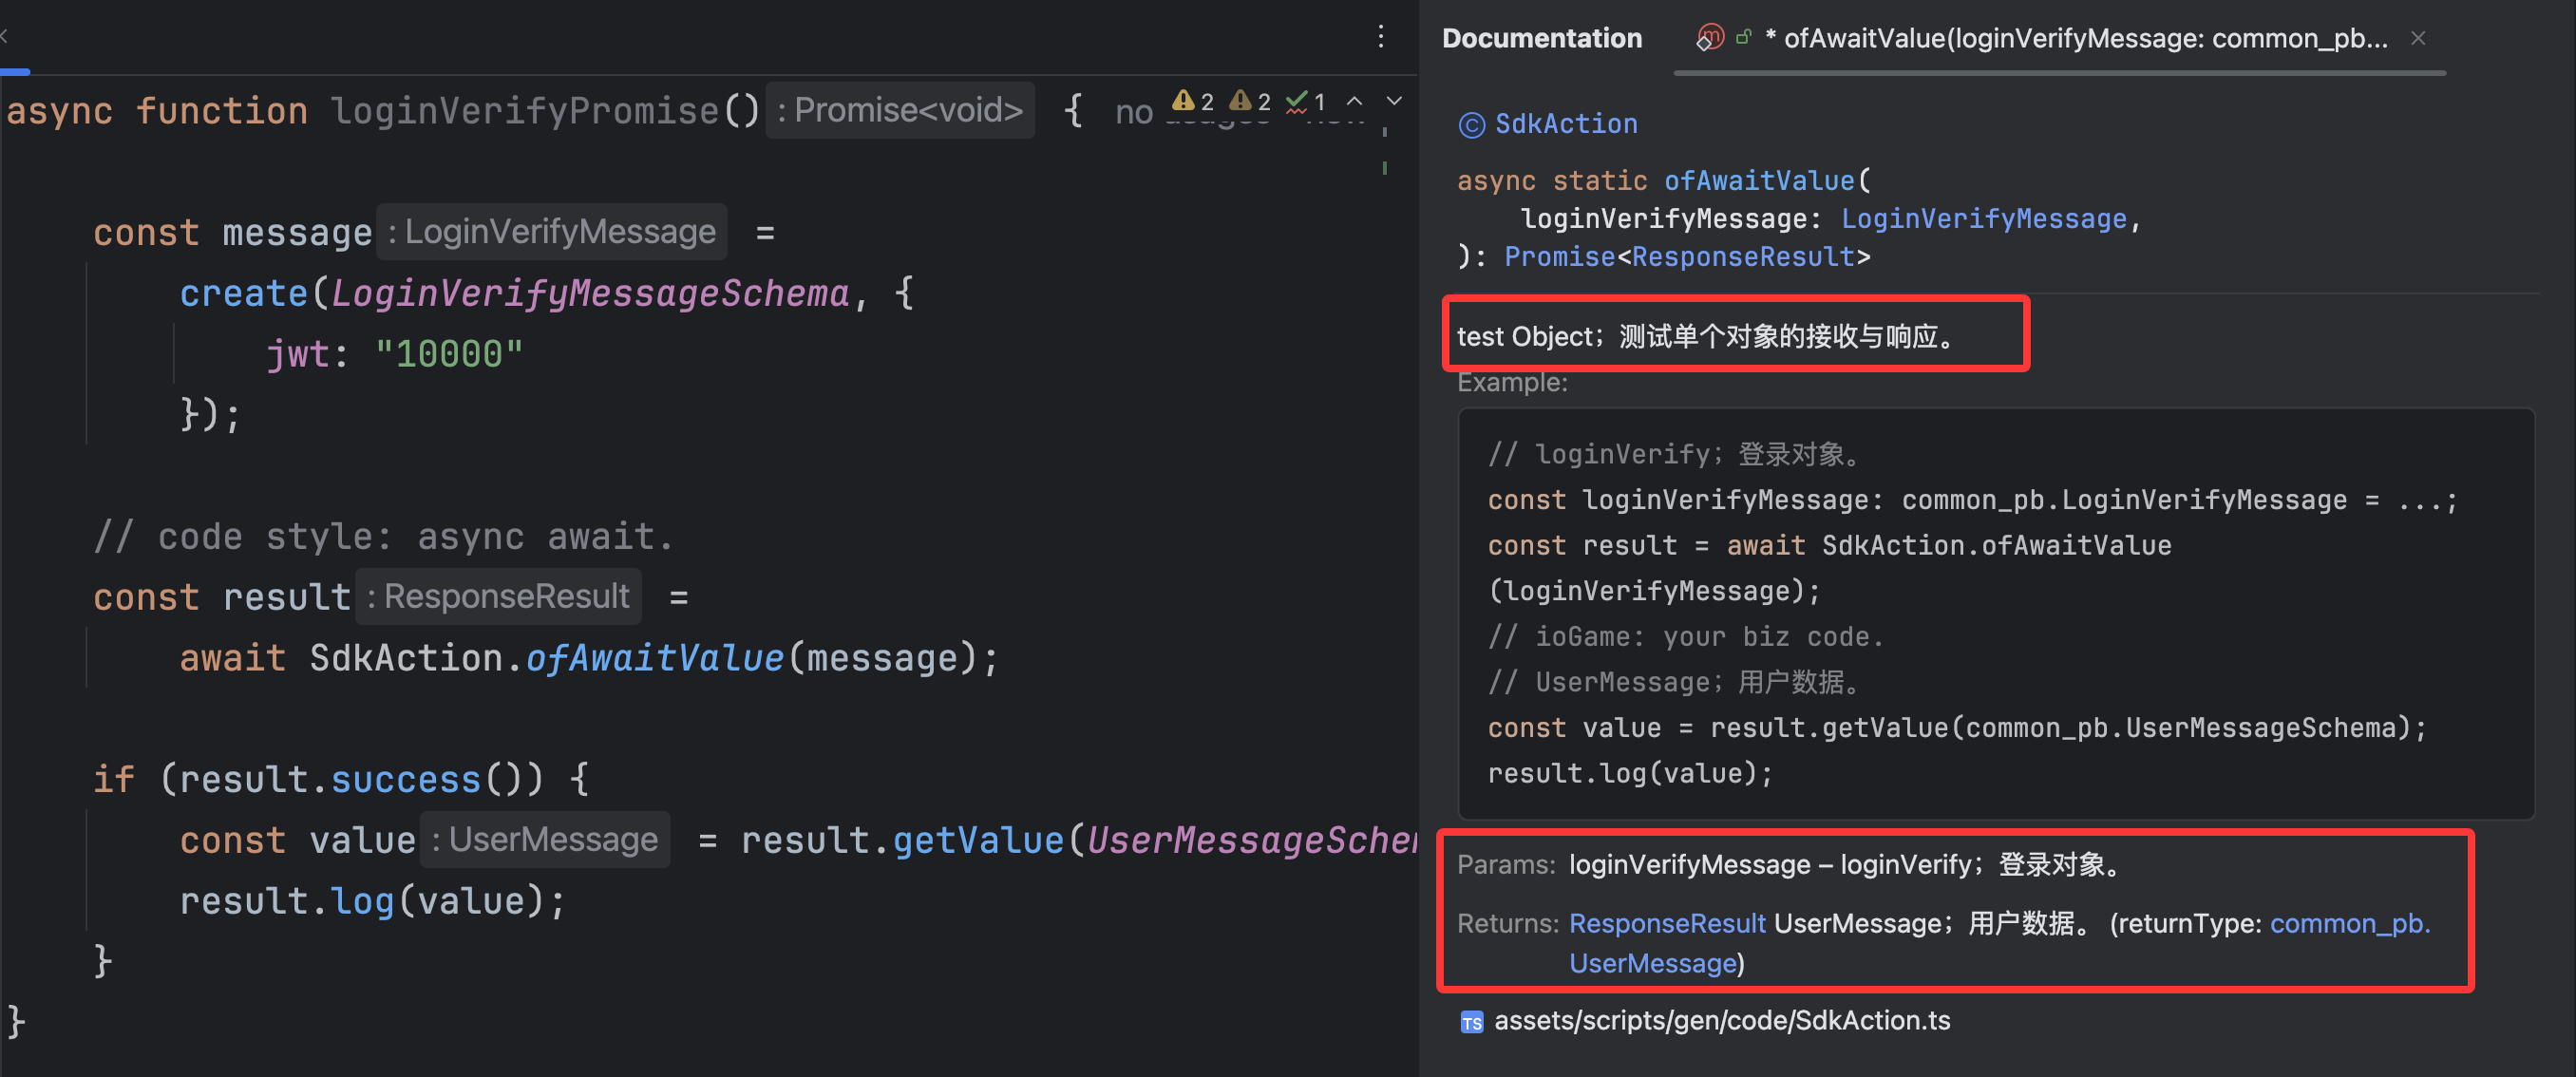 async function loginVerifyPromise() : Promise<void> { no
2 2 1
const message : LoginVerifyMessage =
create(LoginVerifyMessageSchema, {
jwt: "10000"
});
// code style: async await.
const result : ResponseResult =
await SdkAction.ofAwaitValue(message);
if (result.success()) {
const value : UserMessage = result.getValue(UserMessageSche
result.log(value);
}
}
Documentation
* ofAwaitValue(loginVerifyMessage: common_pb...
SdkAction
async static ofAwaitValue(
loginVerifyMessage: LoginVerifyMessage,
): Promise<ResponseResult>
test Object；测试单个对象的接收与响应。
Example:
// loginVerify；登录对象。
const loginVerifyMessage: common_pb.LoginVerifyMessage = ...;
const result = await SdkAction.ofAwaitValue
(loginVerifyMessage);
// ioGame: your biz code.
// UserMessage；用户数据。
const value = result.getValue(common_pb.UserMessageSchema);
result.log(value);
Params: loginVerifyMessage – loginVerify；登录对象。
Returns: ResponseResult UserMessage；用户数据。 (returnType: common_pb.
UserMessage)
TS assets/scripts/gen/code/SdkAction.ts